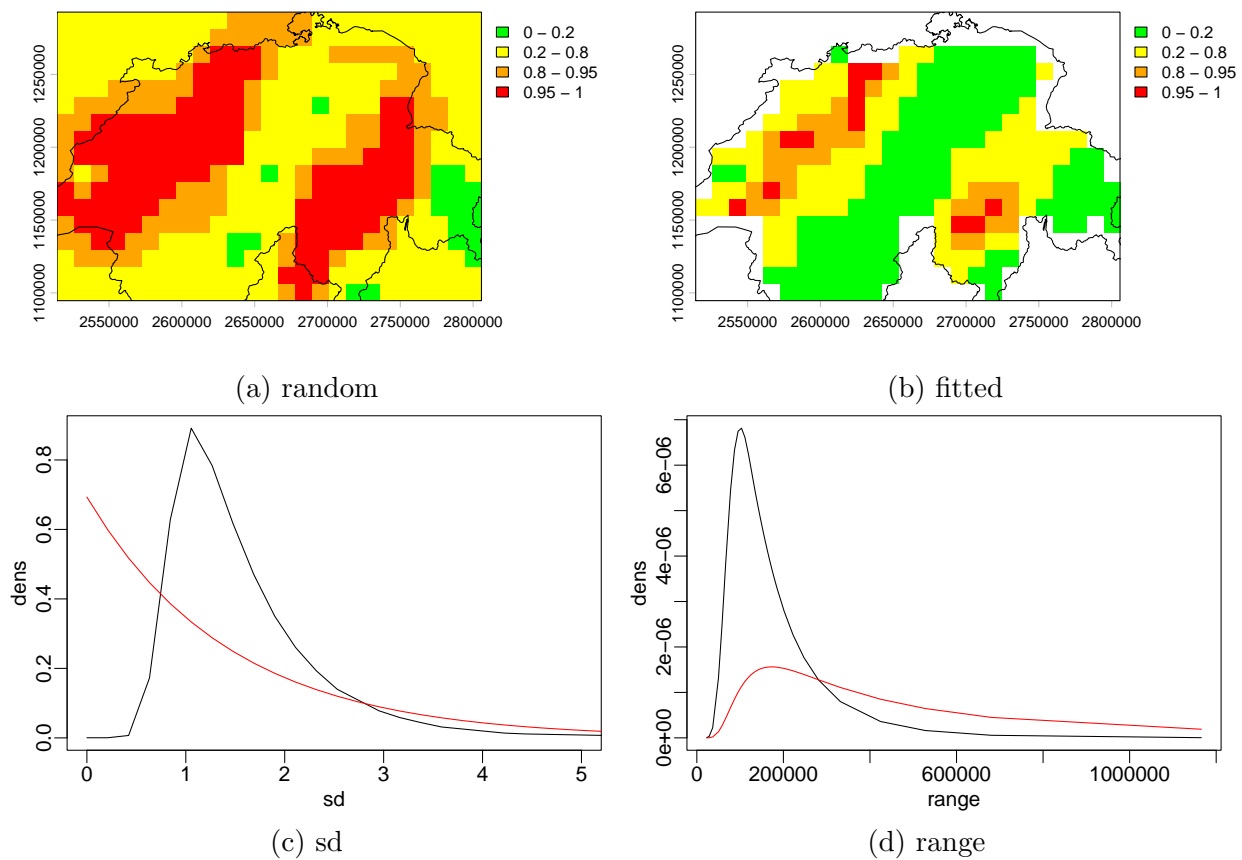 1250000
1200000
1150000
1100000
2550000 2600000 2650000 2700000 2750000 2800000
0 – 0.2
0.2 – 0.8
0.8 – 0.95
0.95 – 1
(a) random
1250000
1200000
1150000
1100000
2550000 2600000 2650000 2700000 2750000 2800000
0 – 0.2
0.2 – 0.8
0.8 – 0.95
0.95 – 1
(b) fitted
dens
0.8
0.6
0.4
0.2
0.0
0 1 2 3 4 5
sd
(c) sd
dens
6e−06
4e−06
2e−06
0e+00
0 200000 600000 1000000
range
(d) range